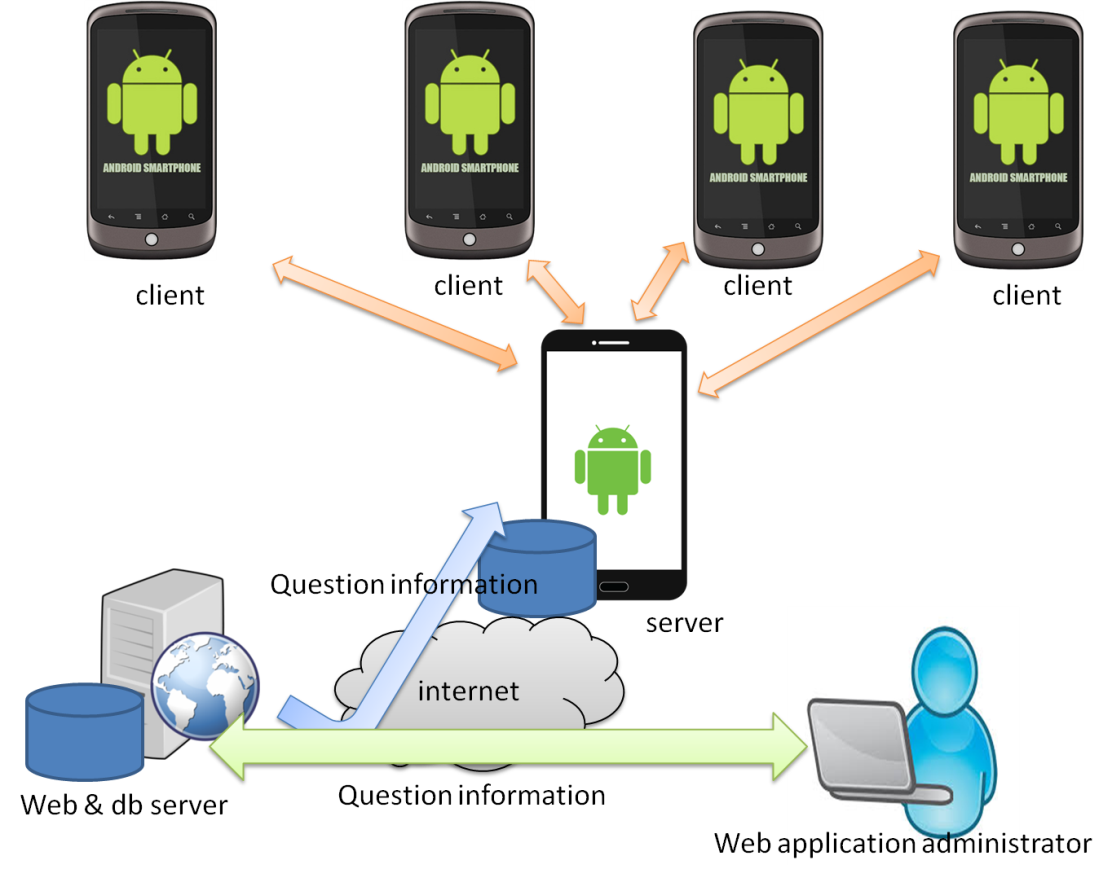 ANDROID SMARTPHONE
ANDROID SMARTPHONE
ANDROID SMARTPHONE
ANDROID SMARTPHONE
client
client
client
client
Question information
server
internet
Question information
Web & db server
Web application administrator